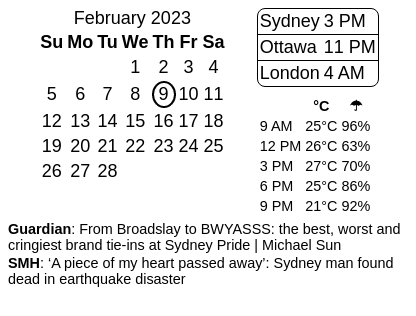 February 2023
Su Mo Tu We Th Fr Sa
1 2 3 4
5 6 7 8 9 10 11
12 13 14 15 16 17 18
19 20 21 22 23 24 25
26 27 28
Sydney 3 PM
Ottawa 11 PM
London 4 AM
°C ☂
9 AM 25°C 96%
12 PM 26°C 63%
3 PM 27°C 70%
6 PM 25°C 86%
9 PM 21°C 92%
Guardian: From Broadslay to BWYASSS: the best, worst and
cringiest brand tie-ins at Sydney Pride | Michael Sun
SMH: ‘A piece of my heart passed away’: Sydney man found
dead in earthquake disaster